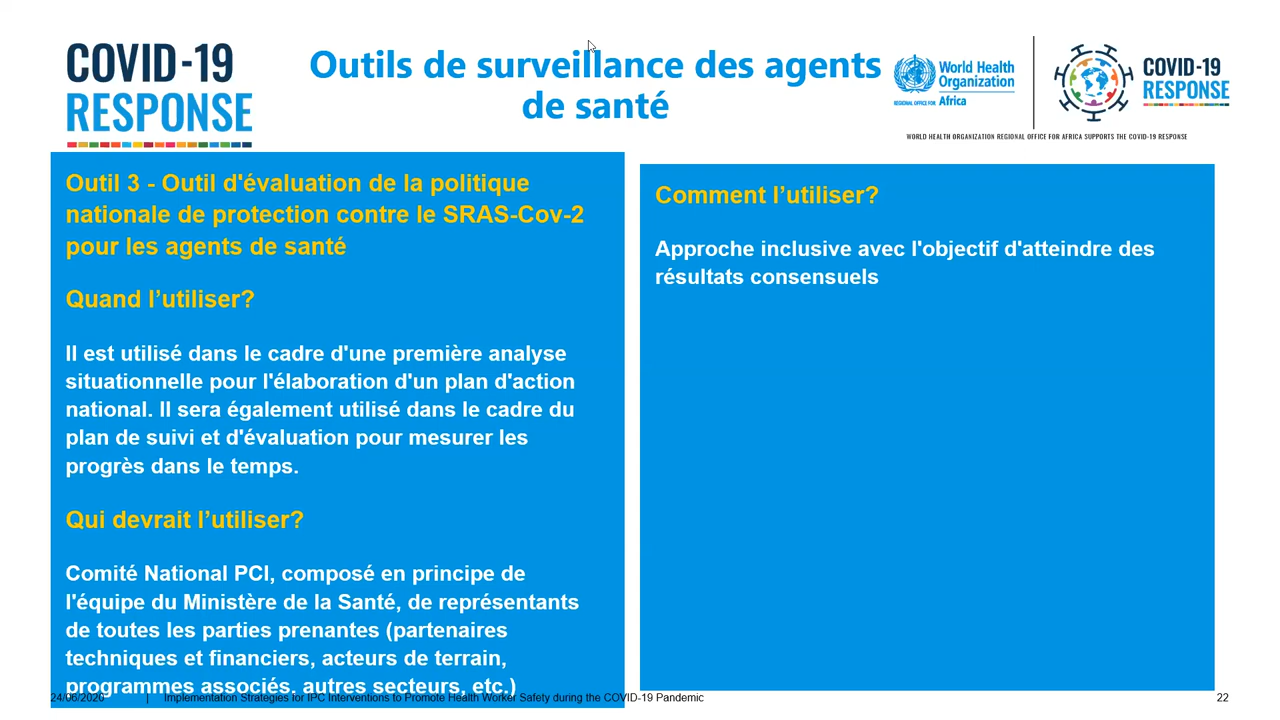 COVID-19
RESPONSE
Outils de surveillance des agents
de santé
World Health
Organization
REGIONAL OFFICE FOR Africa
COVID-19
RESPONSE
WORLD HEALTH ORGANIZATION REGIONAL OFFICE FOR AFRICA SUPPORTS THE COVID-19 RESPONSE
Outil 3 - Outil d'évaluation de la politique
nationale de protection contre le SRAS-Cov-2
pour les agents de santé
Quand l’utiliser?
Il est utilisé dans le cadre d'une première analyse
situationnelle pour l'élaboration d'un plan d'action
national. Il sera également utilisé dans le cadre du
plan de suivi et d'évaluation pour mesurer les
progrès dans le temps.
Qui devrait l’utiliser?
Comité National PCI, composé en principe de
l'équipe du Ministère de la Santé, de représentants
de toutes les parties prenantes (partenaires
techniques et financiers, acteurs de terrain,
programmes associés, autres secteurs, etc.)
Comment l’utiliser?
Approche inclusive avec l'objectif d'atteindre des
résultats consensuels
24/06/2020 | Implementation Strategies for IPC Interventions to Promote Health Worker Safety during the COVID-19 Pandemic 22